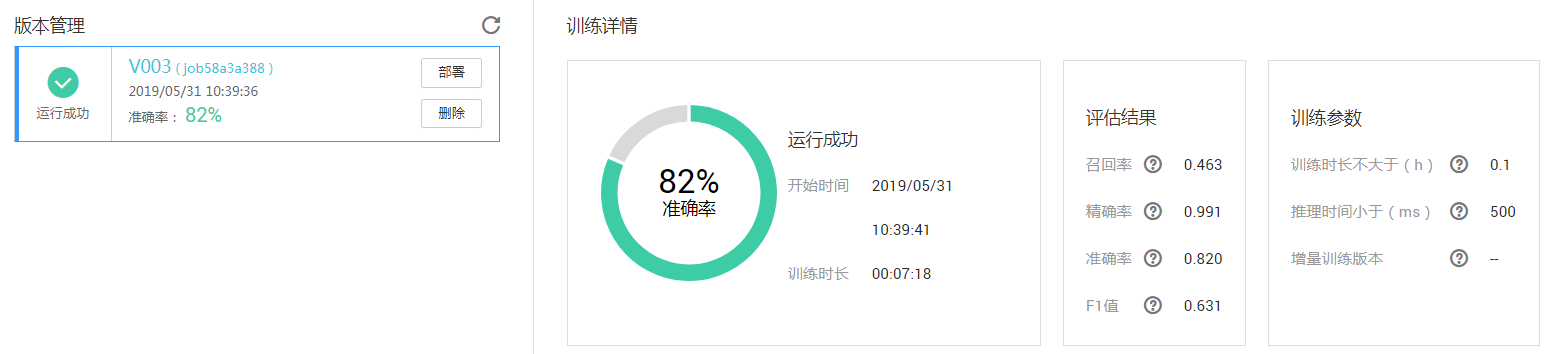 版本管理
运行成功
V003 ( job58a3a388 )
2019/05/31 10:39:36
准确率： 82%
部署
删除
训练详情
82%
准确率
运行成功
开始时间 2019/05/31
10:39:41
训练时长 00:07:18
评估结果
召回率 ? 0.463
精确率 ? 0.991
准确率 ? 0.820
F1值 ? 0.631
训练参数
训练时长不大于 ( h ) ? 0.1
推理时间小于 ( ms ) ? 500
增量训练版本 ? --